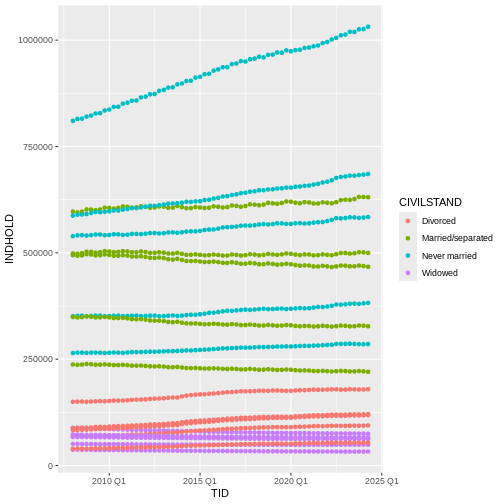 1000000
750000
500000
250000
0
INDHOLD
2010 Q1
2015 Q1
2020 Q1
2025 Q1
TID
CIVILSTAND
Divorced
Married/separated
Never married
Widowed